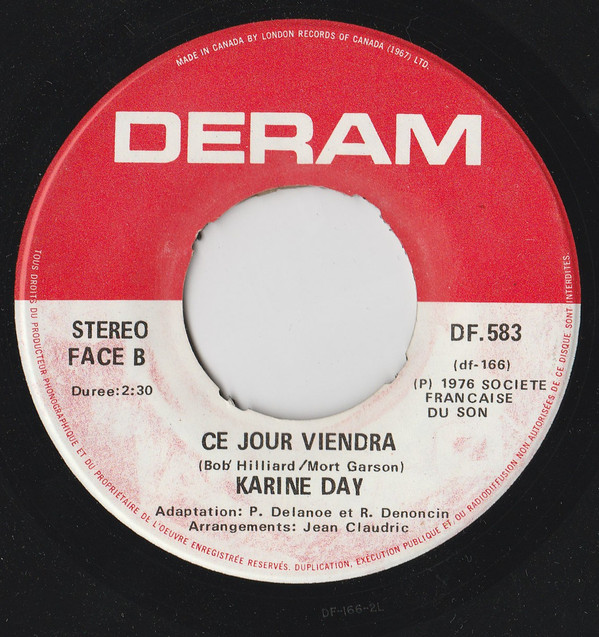 MADE IN CANADA BY LONDON RECORDS OF CANADA (1967) LTD.
DERAM
STEREO
FACE B
Duree:2:30
DF.583
(df-166)
(P) 1976 SOCIETE
FRANCAISE
DU SON
CE JOUR VIENDRA
(Bob Hilliard/Mort Garson)
KARINE DAY
Adaptation: P. Delanoe et R. Denoncin
Arrangements: Jean Claudric
TOUS DROITS DU PRODUCTEUR PHONOGRAPHIQUE ET DU PROPRIÉTAIRE DE L'OEUVRE ENREGISTRÉE RESERVÉS. DUPLICATION, EXÉCUTION PUBLIQUE ET, OU RADIODIFFUSION NON AUTORISÉES DE CE DISQUE SONT INTERDITES.
DF-166-2L